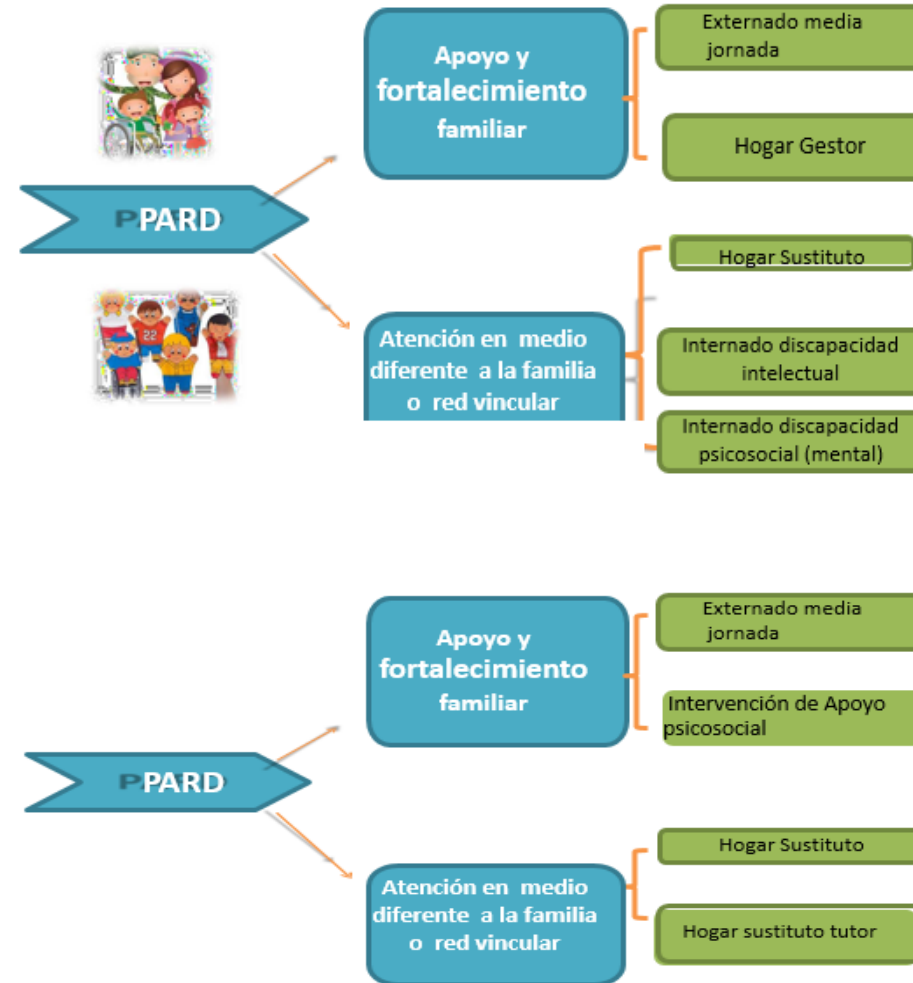 Externado media
jornada
Apoyo y
fortalecimiento
familiar
Hogar Gestor
PARD
Hogar Sustituto
22
Atención en medio
diferente a la familia
o red vincular
Internado discapacidad
intelectual
Internado discapacidad
psicosocial (mental)
Externado media
jornada
Apoyo y
fortalecimiento
familiar
Intervención de Apoyo
psicosocial
PARD
Hogar Sustituto
Atención en medio
diferente a la familia
o red vincular
Hogar sustituto tutor